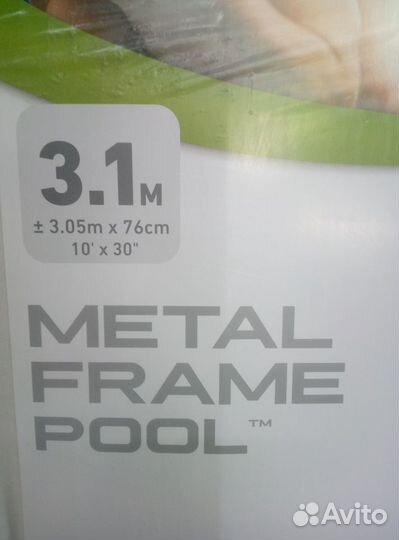 3.1M
± 3.05m x 76cm
10' x 30"
METAL
FRAME
POOL™
Avito